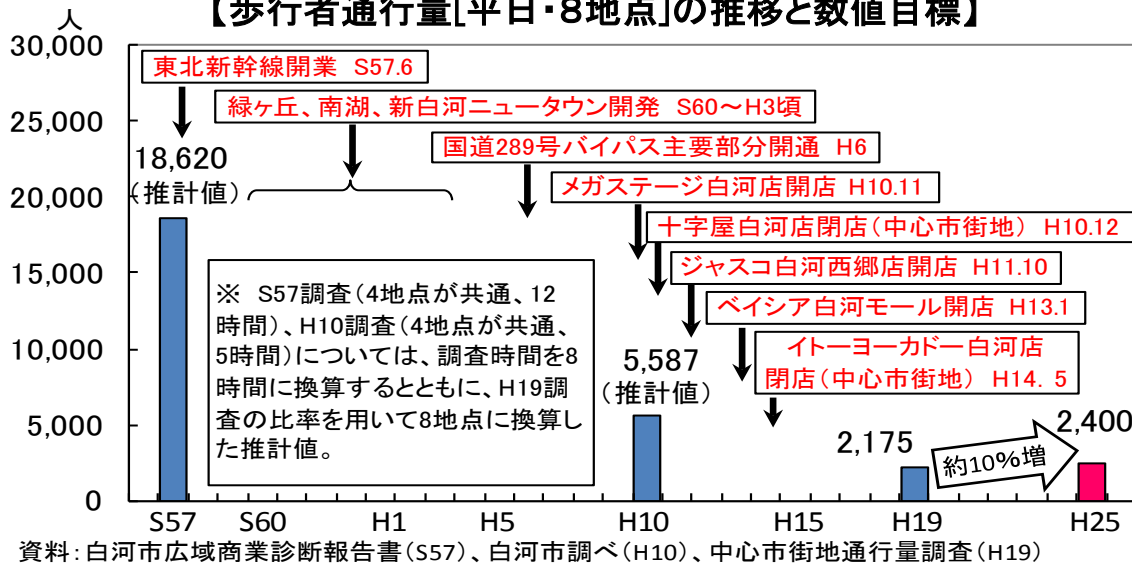 【歩行者通行量[平日・8地点]の推移と数値目標】
人
30,000
25,000
20,000
15,000
10,000
5,000
0
東北新幹線開業 S57.6
緑ヶ丘、南湖、新白河ニュータウン開発 S60～H3頃
国道289号バイパス主要部分開通 H6
メガステージ白河店開店 H10.11
十字屋白河店閉店(中心市街地) H10.12
ジャスコ白河西郷店開店 H11.10
ベイシア白河モール開店 H13.1
イトーヨーカドー白河店
閉店(中心市街地) H14. 5
18,620
(推計値)
※ S57調査(4地点が共通、12
時間)、H10調査(4地点が共通、
5時間)については、調査時間を8
時間に換算するとともに、H19調
査の比率を用いて8地点に換算し
た推計値。
5,587
(推計値)
2,175
約10%増
2,400
S57 S60 H1 H5 H10 H15 H19 H25
資料:白河市広域商業診断報告書(S57)、白河市調べ(H10)、中心市街地通行量調査(H19)